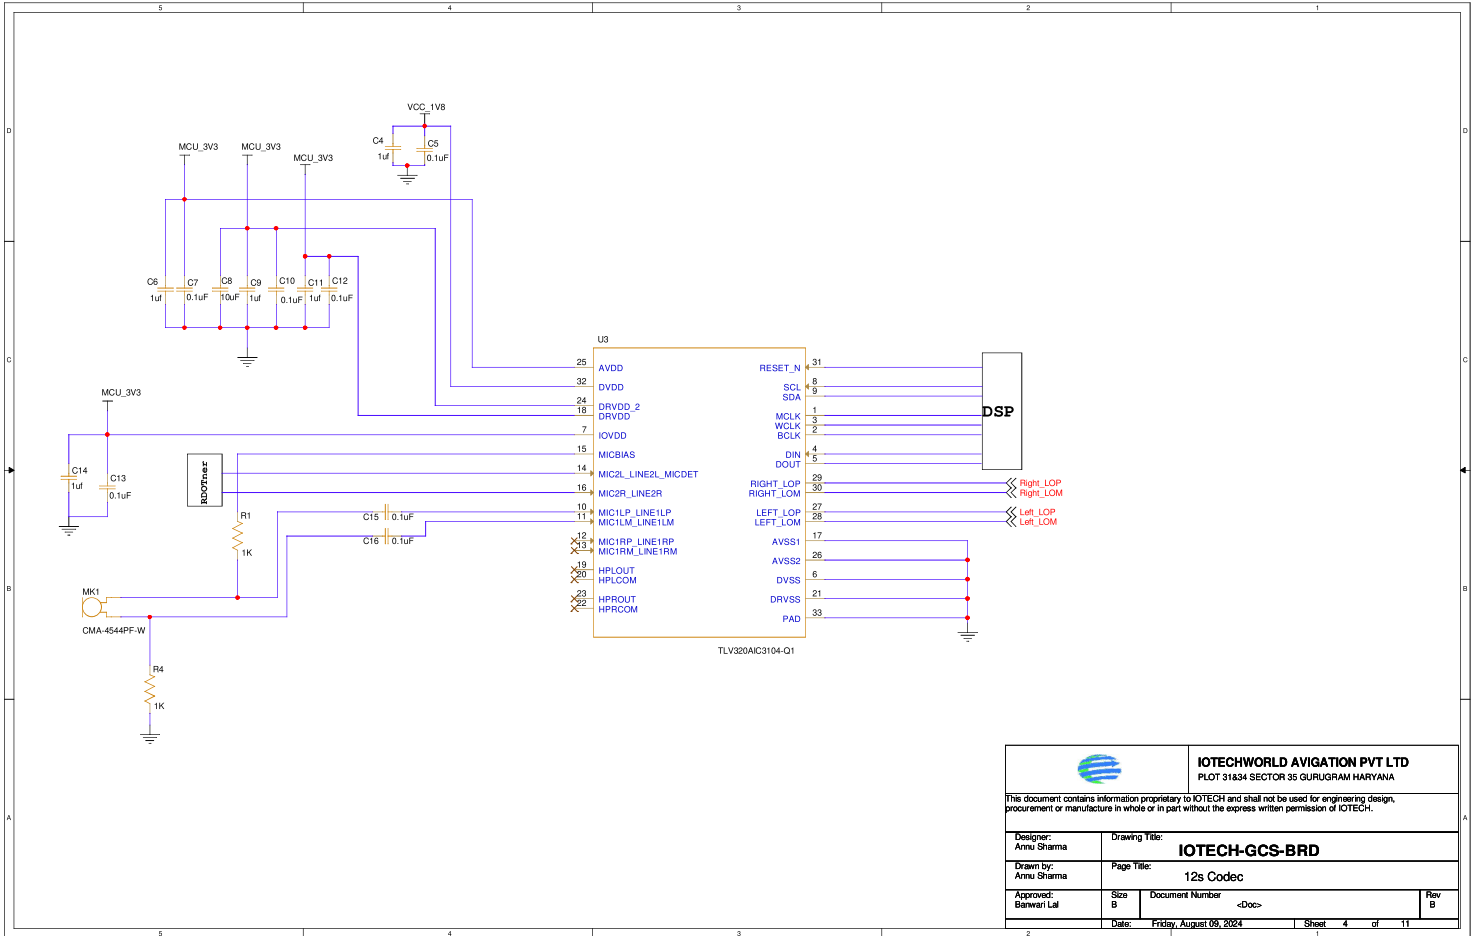 5 4 3 2 1
D
D
VCC_1V8
C4
1uf
C5
0.1uF
MCU_3V3
MCU_3V3
MCU_3V3
C6
1uf
C7
0.1uF
C8
10uF
C9
1uf
C10
0.1uF
C11
1uf
C12
0.1uF
C
C
U3
25 AVDD
32 DVDD
24 DRVDD_2
18 DRVDD
7 IOVDD
15 MICBIAS
14 MIC2L_LINE2L_MICDET
16 MIC2R_LINE2R
10 MIC1LP_LINE1LP
11 MIC1LM_LINE1LM
12 MIC1RP_LINE1RP
13 MIC1RM_LINE1RM
19 HPLOUT
20 HPLCOM
23 HPROUT
22 HPRCOM
RESET_N 31
SCL 8
SDA 9
MCLK 1
WCLK 3
BCLK 2
DIN 4
DOUT 5
RIGHT_LOP 29
RIGHT_LOM 30
LEFT_LOP 27
LEFT_LOM 28
AVSS1 17
AVSS2 26
DVSS 6
DRVSS 21
PAD 33
TLV320AIC3104-Q1
DSP
Right_LOP
Right_LOM
Left_LOP
Left_LOM
MCU_3V3
C14
1uf
C13
0.1uF
RDOTner
R1
1K
C15 0.1uF
C16 0.1uF
B
B
MK1
CMA-4544PF-W
R4
1K
A
A
IOTECHWORLD AVIGATION PVT LTD
PLOT 31&34 SECTOR 35 GURUGRAM HARYANA
This document contains information proprietary to IOTECH and shall not be used for engineering design,
procurement or manufacture in whole or in part without the express written permission of IOTECH.
Designer:
Annu Sharma
Drawing Title:
IOTECH-GCS-BRD
Drawn by:
Annu Sharma
Page Title:
12s Codec
Approved:
Banwari Lal
Size
B
Document Number
<Doc>
Rev
B
Date: Friday, August 09, 2024 Sheet 4 of 11
5 4 3 2 1